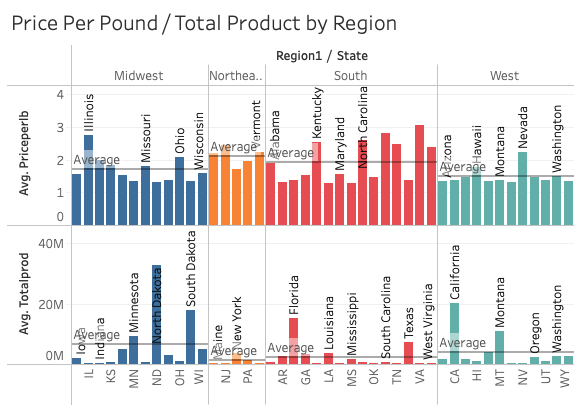 Price Per Pound / Total Product by Region
Region1 / State
Midwest Northea.. South West
Avg. Priceperlb
4
3
2
1
0
Illinois
Missouri
Ohio
Wisconsin
Vermont
Alabama
Kentucky
Maryland
North Carolina
Arizona
Hawaii
Montana
Nevada
Washington
Average
Average
Average
Average
Avg. Totalprod
40M
20M
0M
Iowa
Indiana
Minnesota
North Dakota
South Dakota
Maine
New York
Florida
Louisiana
Mississippi
South Carolina
Texas
West Virginia
California
Montana
Oregon
Washington
Average
Average
Average
Average
IL KS MN ND OH WI NJ PA AR GA LA MS OK TN VA CA HI MT NV UT WY